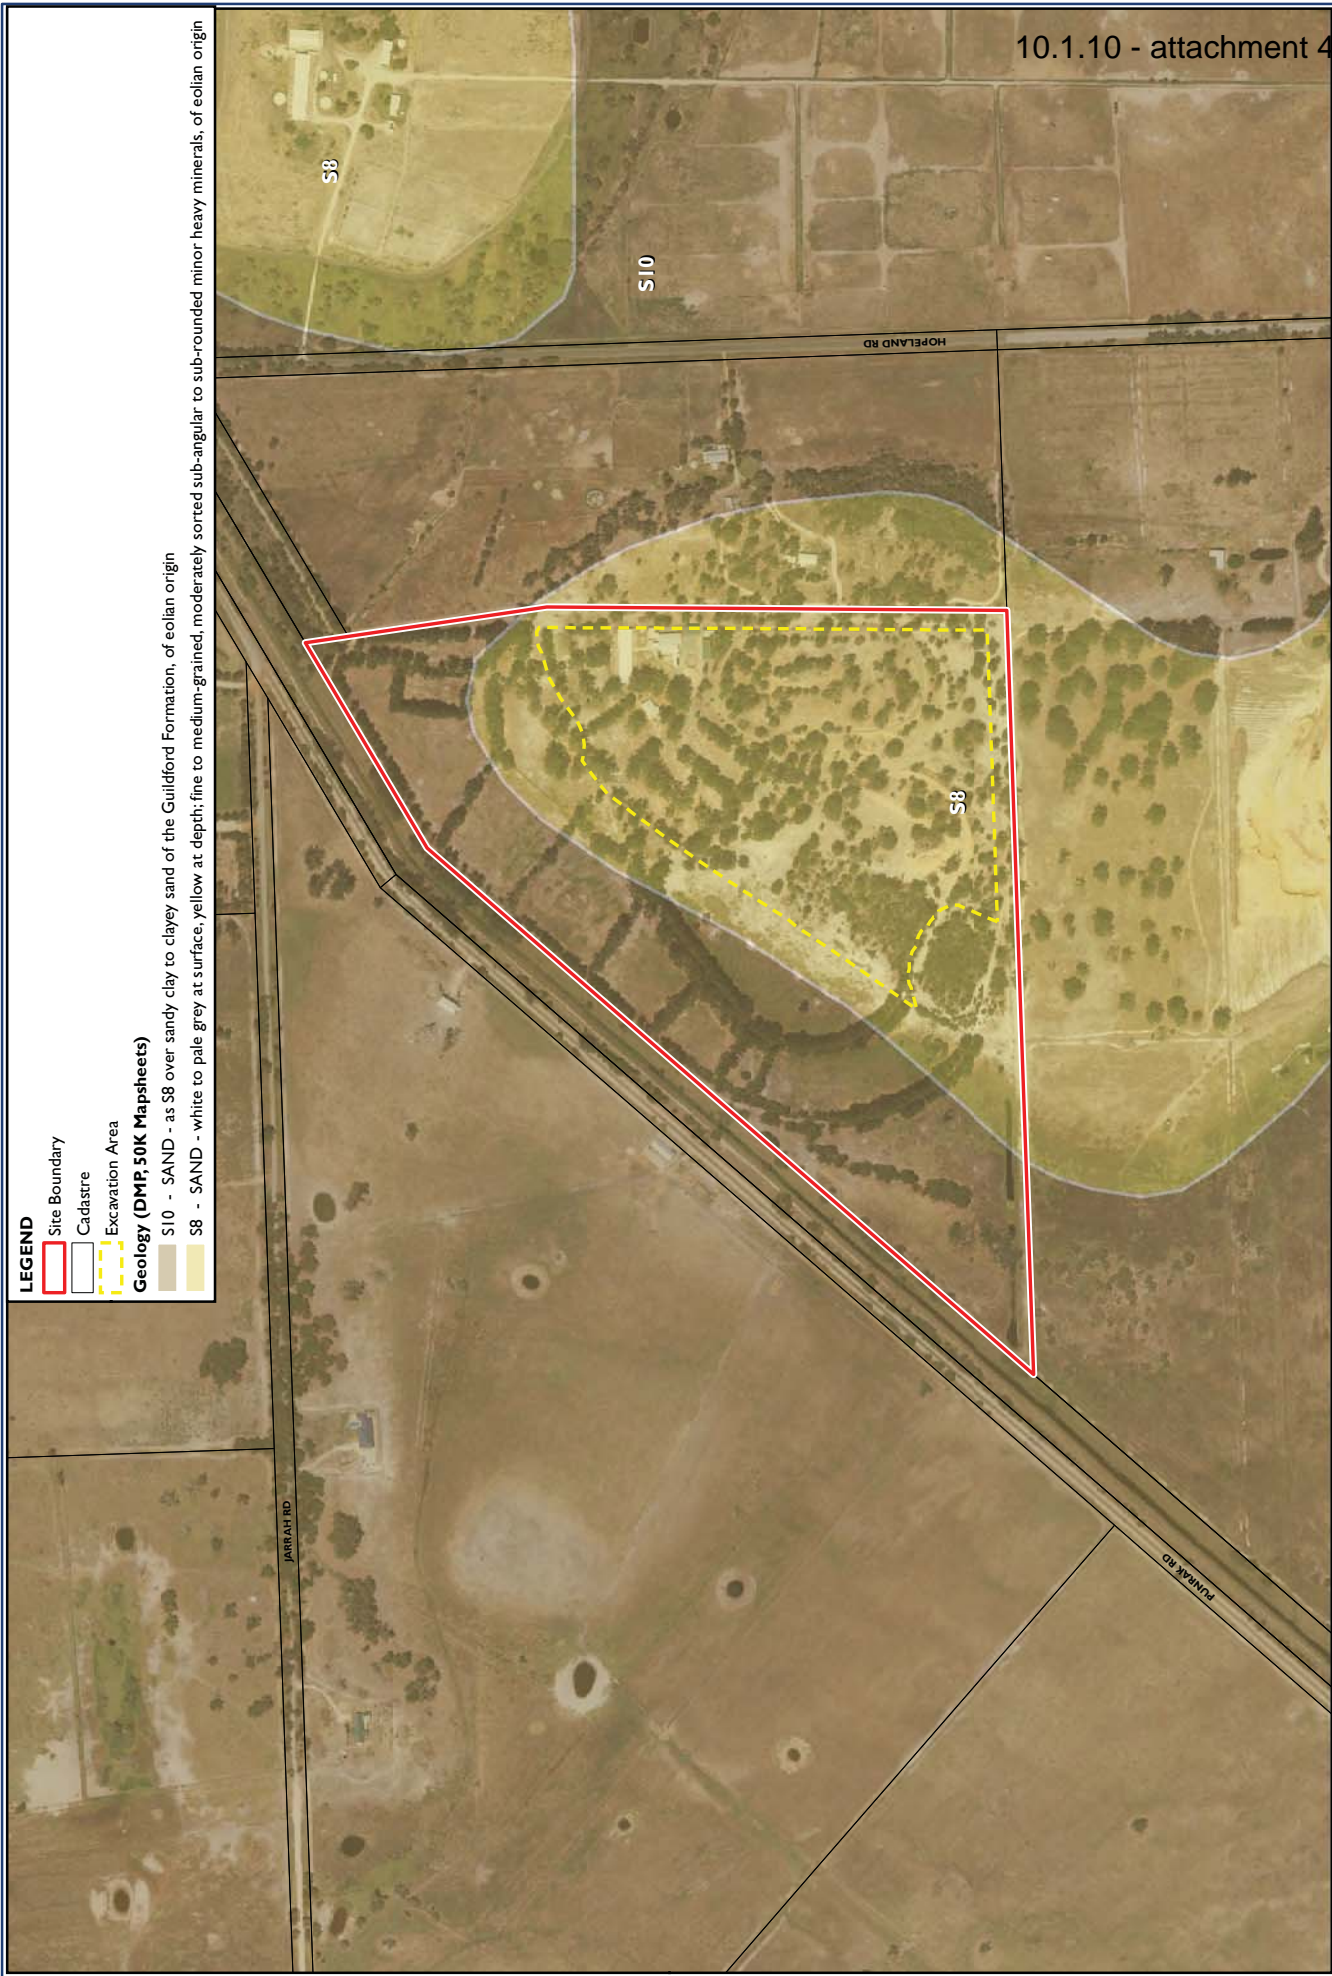 10.1.10 - attachment 4
LEGEND
Site Boundary
Cadastre
Excavation Area
Geology (DMP, 50K Mapsheets)
S10 - SAND - as S8 over sandy clay to clayey sand of the Guildford Formation, of eolian origin
S8 - SAND - white to pale grey at surface, yellow at depth; fine to medium-grained, moderately sorted sub-angular to sub-rounded minor heavy minerals, of eolian origin
S8
S10
HOPELAND RD
S8
JARRAH RD
PUNRAK RD